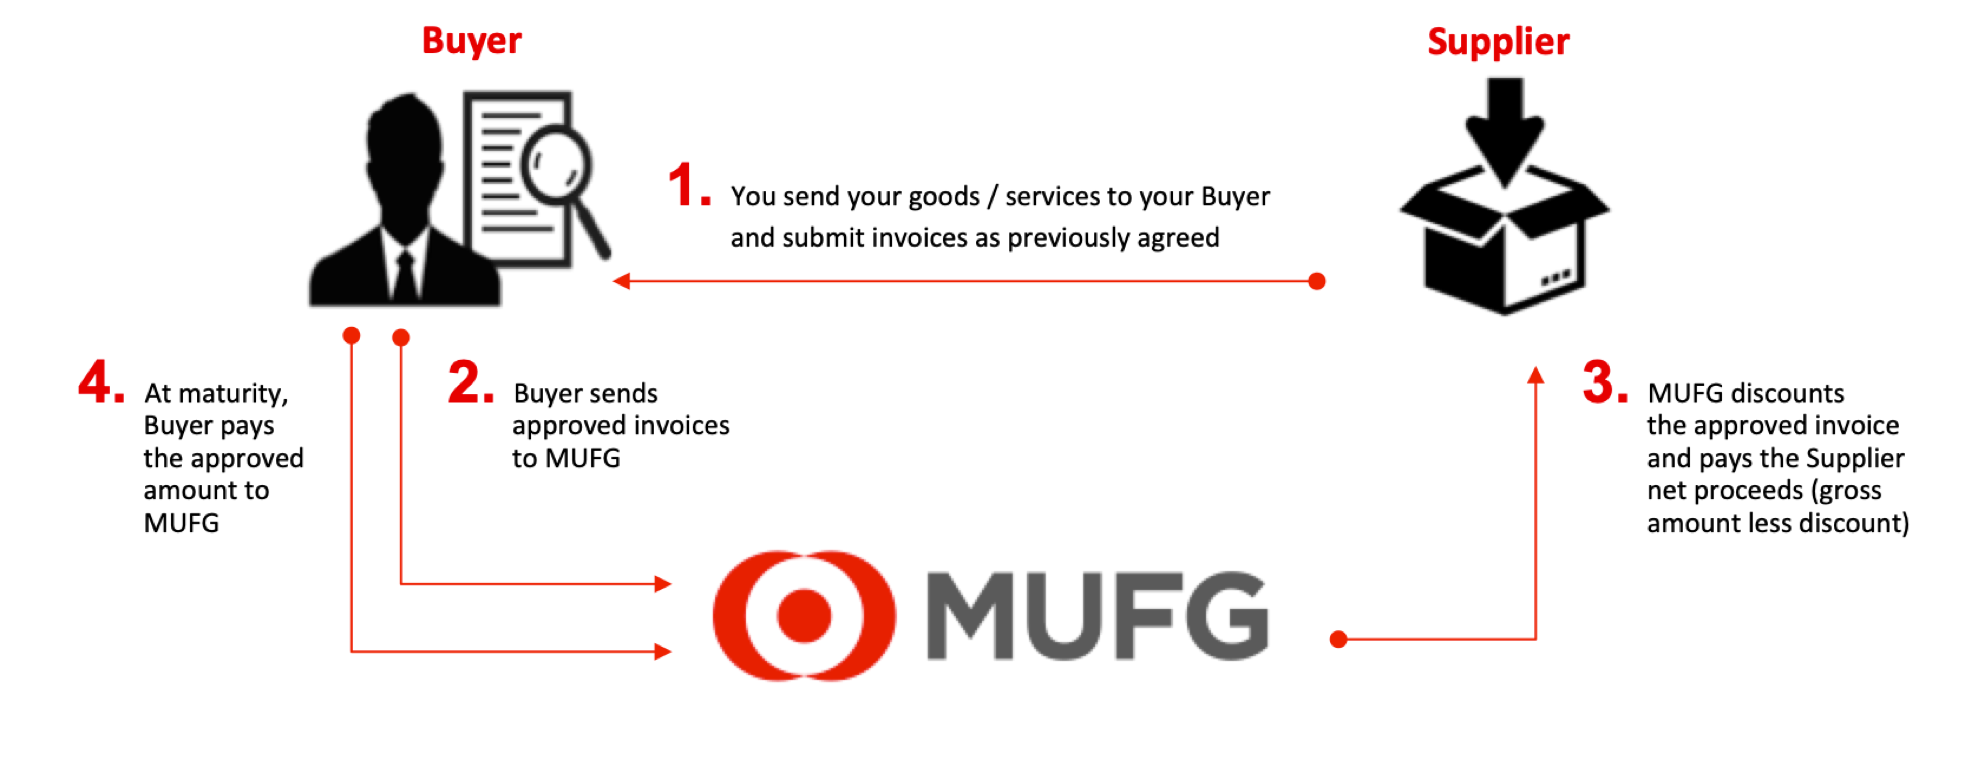 Buyer
Supplier
1. You send your goods / services to your Buyer
and submit invoices as previously agreed
4. At maturity,
Buyer pays
the approved
amount to
MUFG
2. Buyer sends
approved invoices
to MUFG
3. MUFG discounts
the approved invoice
and pays the Supplier
net proceeds (gross
amount less discount)
MUFG